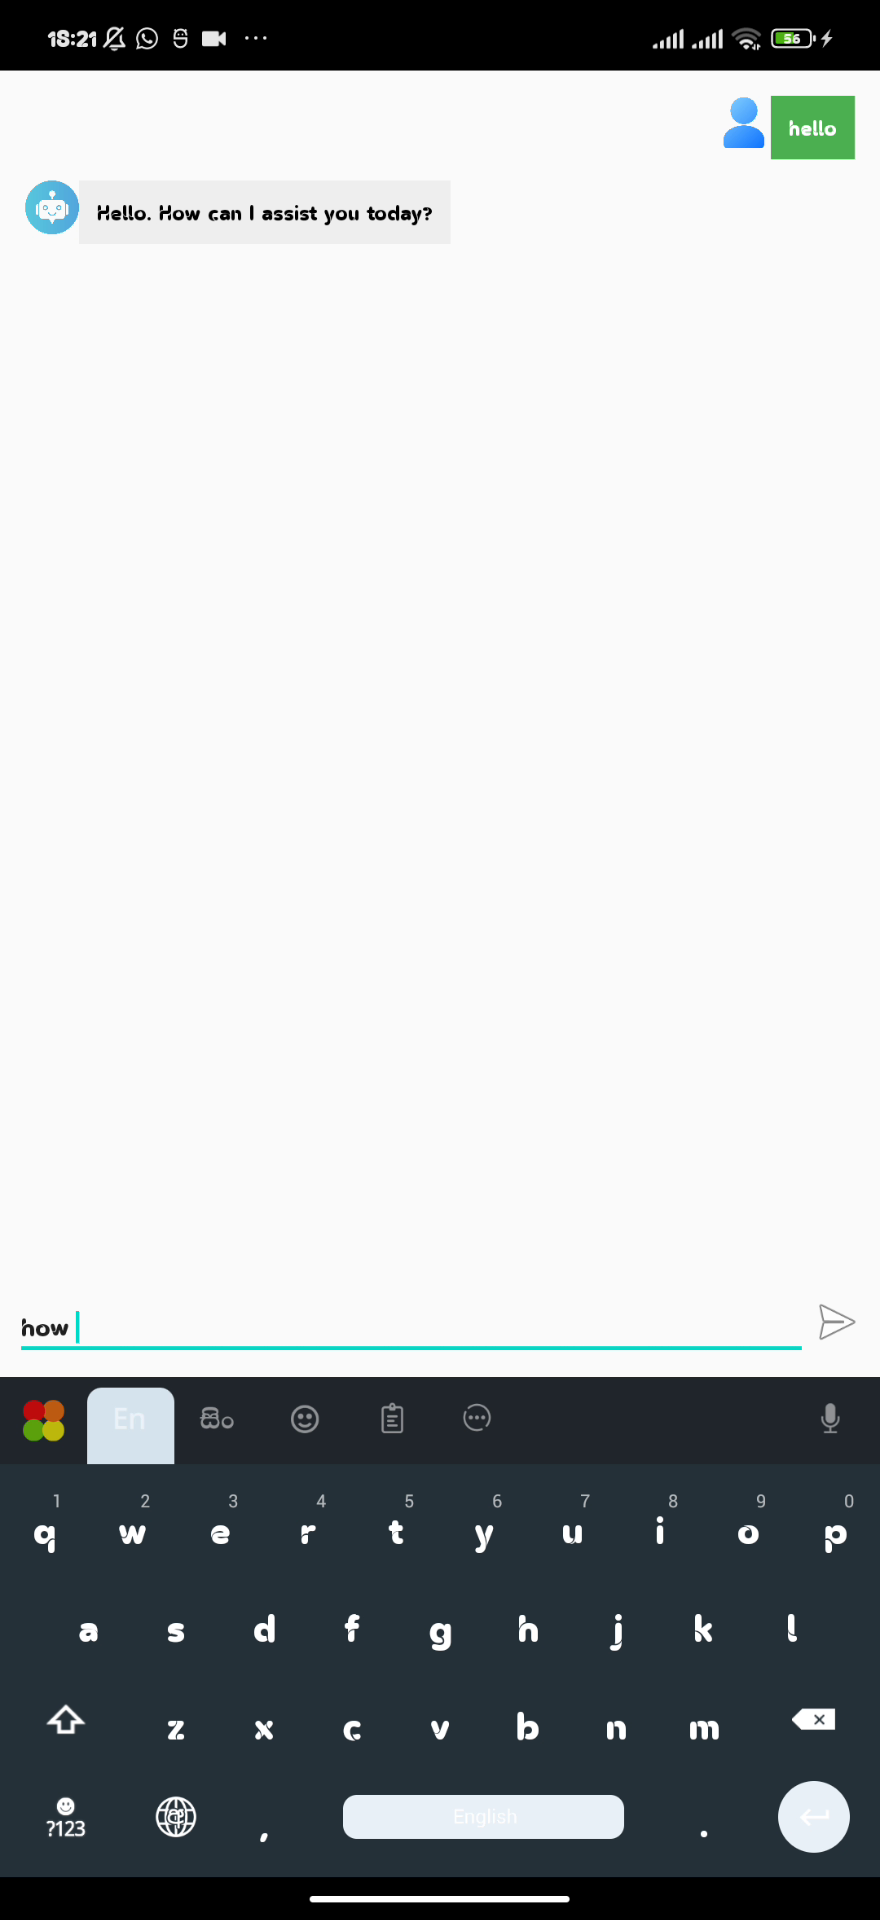 18:21
56
hello
Hello. How can I assist you today?
how
En
සිං
1 2 3 4 5 6 7 8 9 0
q w e r t y u i o p
a s d f g h j k l
z x c v b n m
?123 , English .